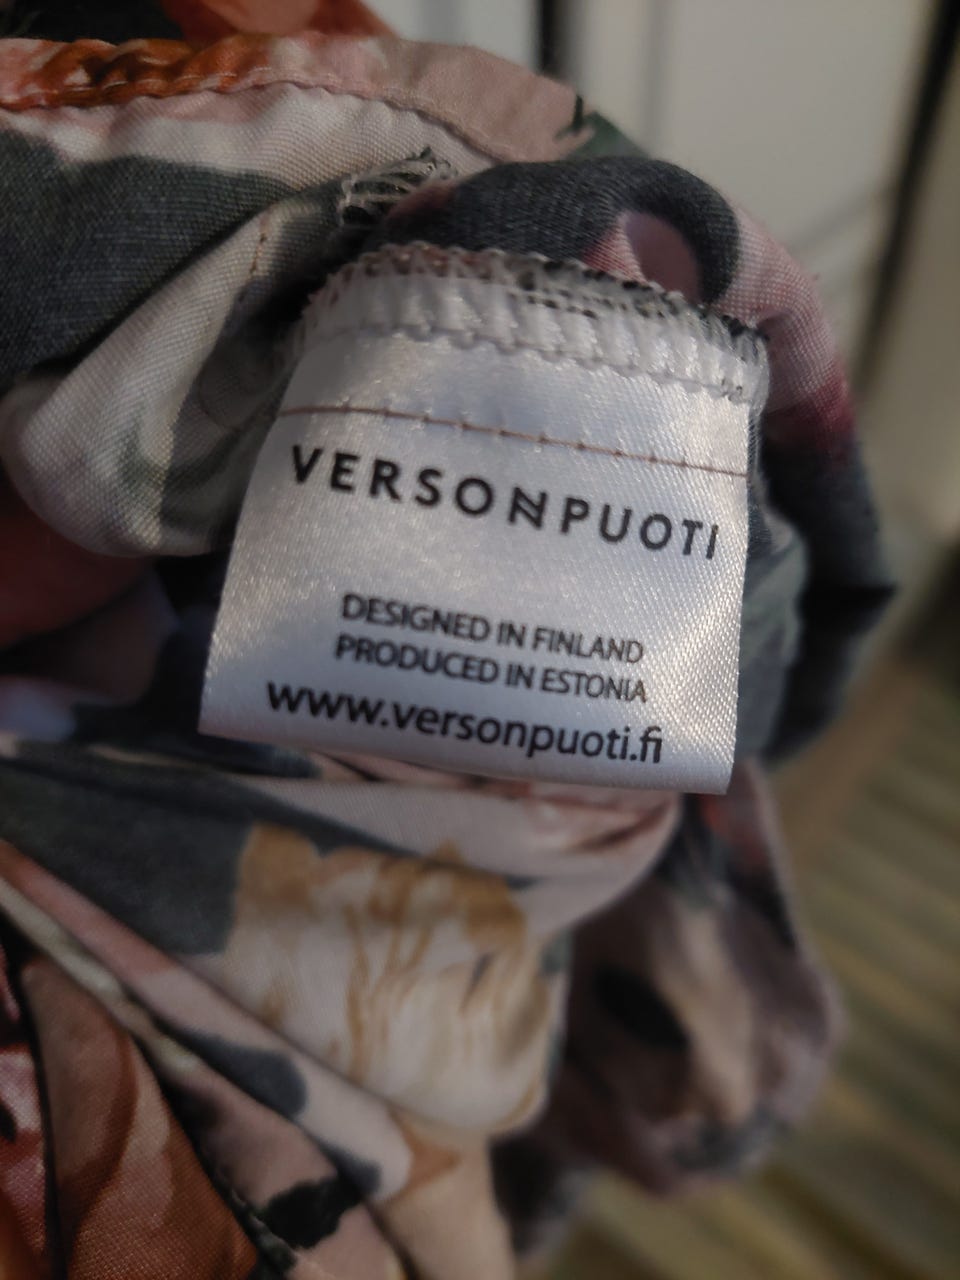 VERSONPUOTI
DESIGNED IN FINLAND
PRODUCED IN ESTONIA
www.versonpuoti.fi